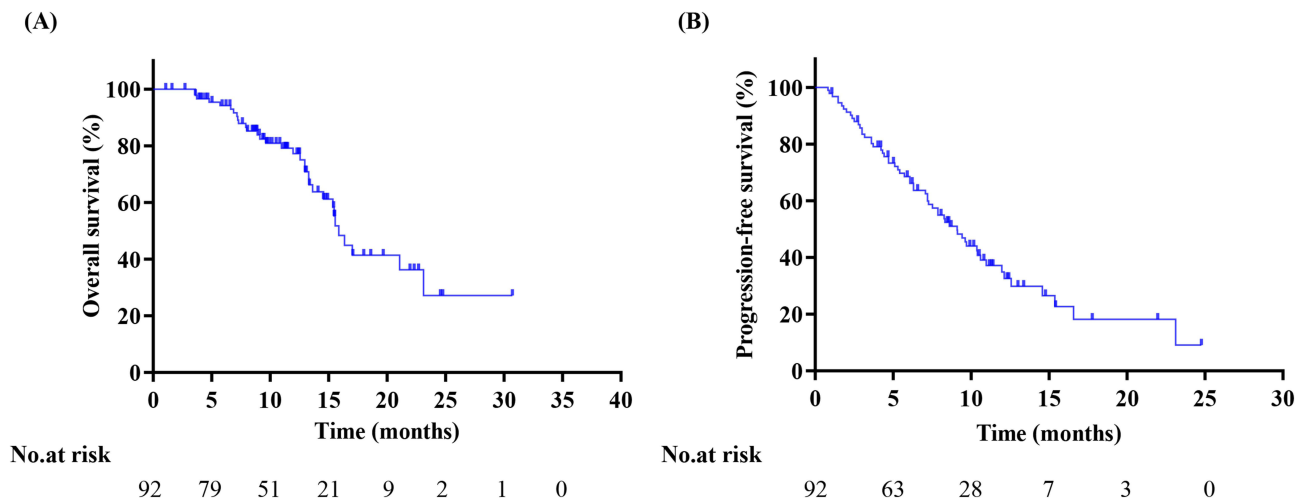 (A)
Overall survival (%)
100
80
60
40
20
0
0 5 10 15 20 25 30 35 40
Time (months)
No.at risk
92 79 51 21 9 2 1 0
(B)
Progression-free survival (%)
100
80
60
40
20
0
0 5 10 15 20 25 30
Time (months)
No.at risk
92 63 28 7 3 0